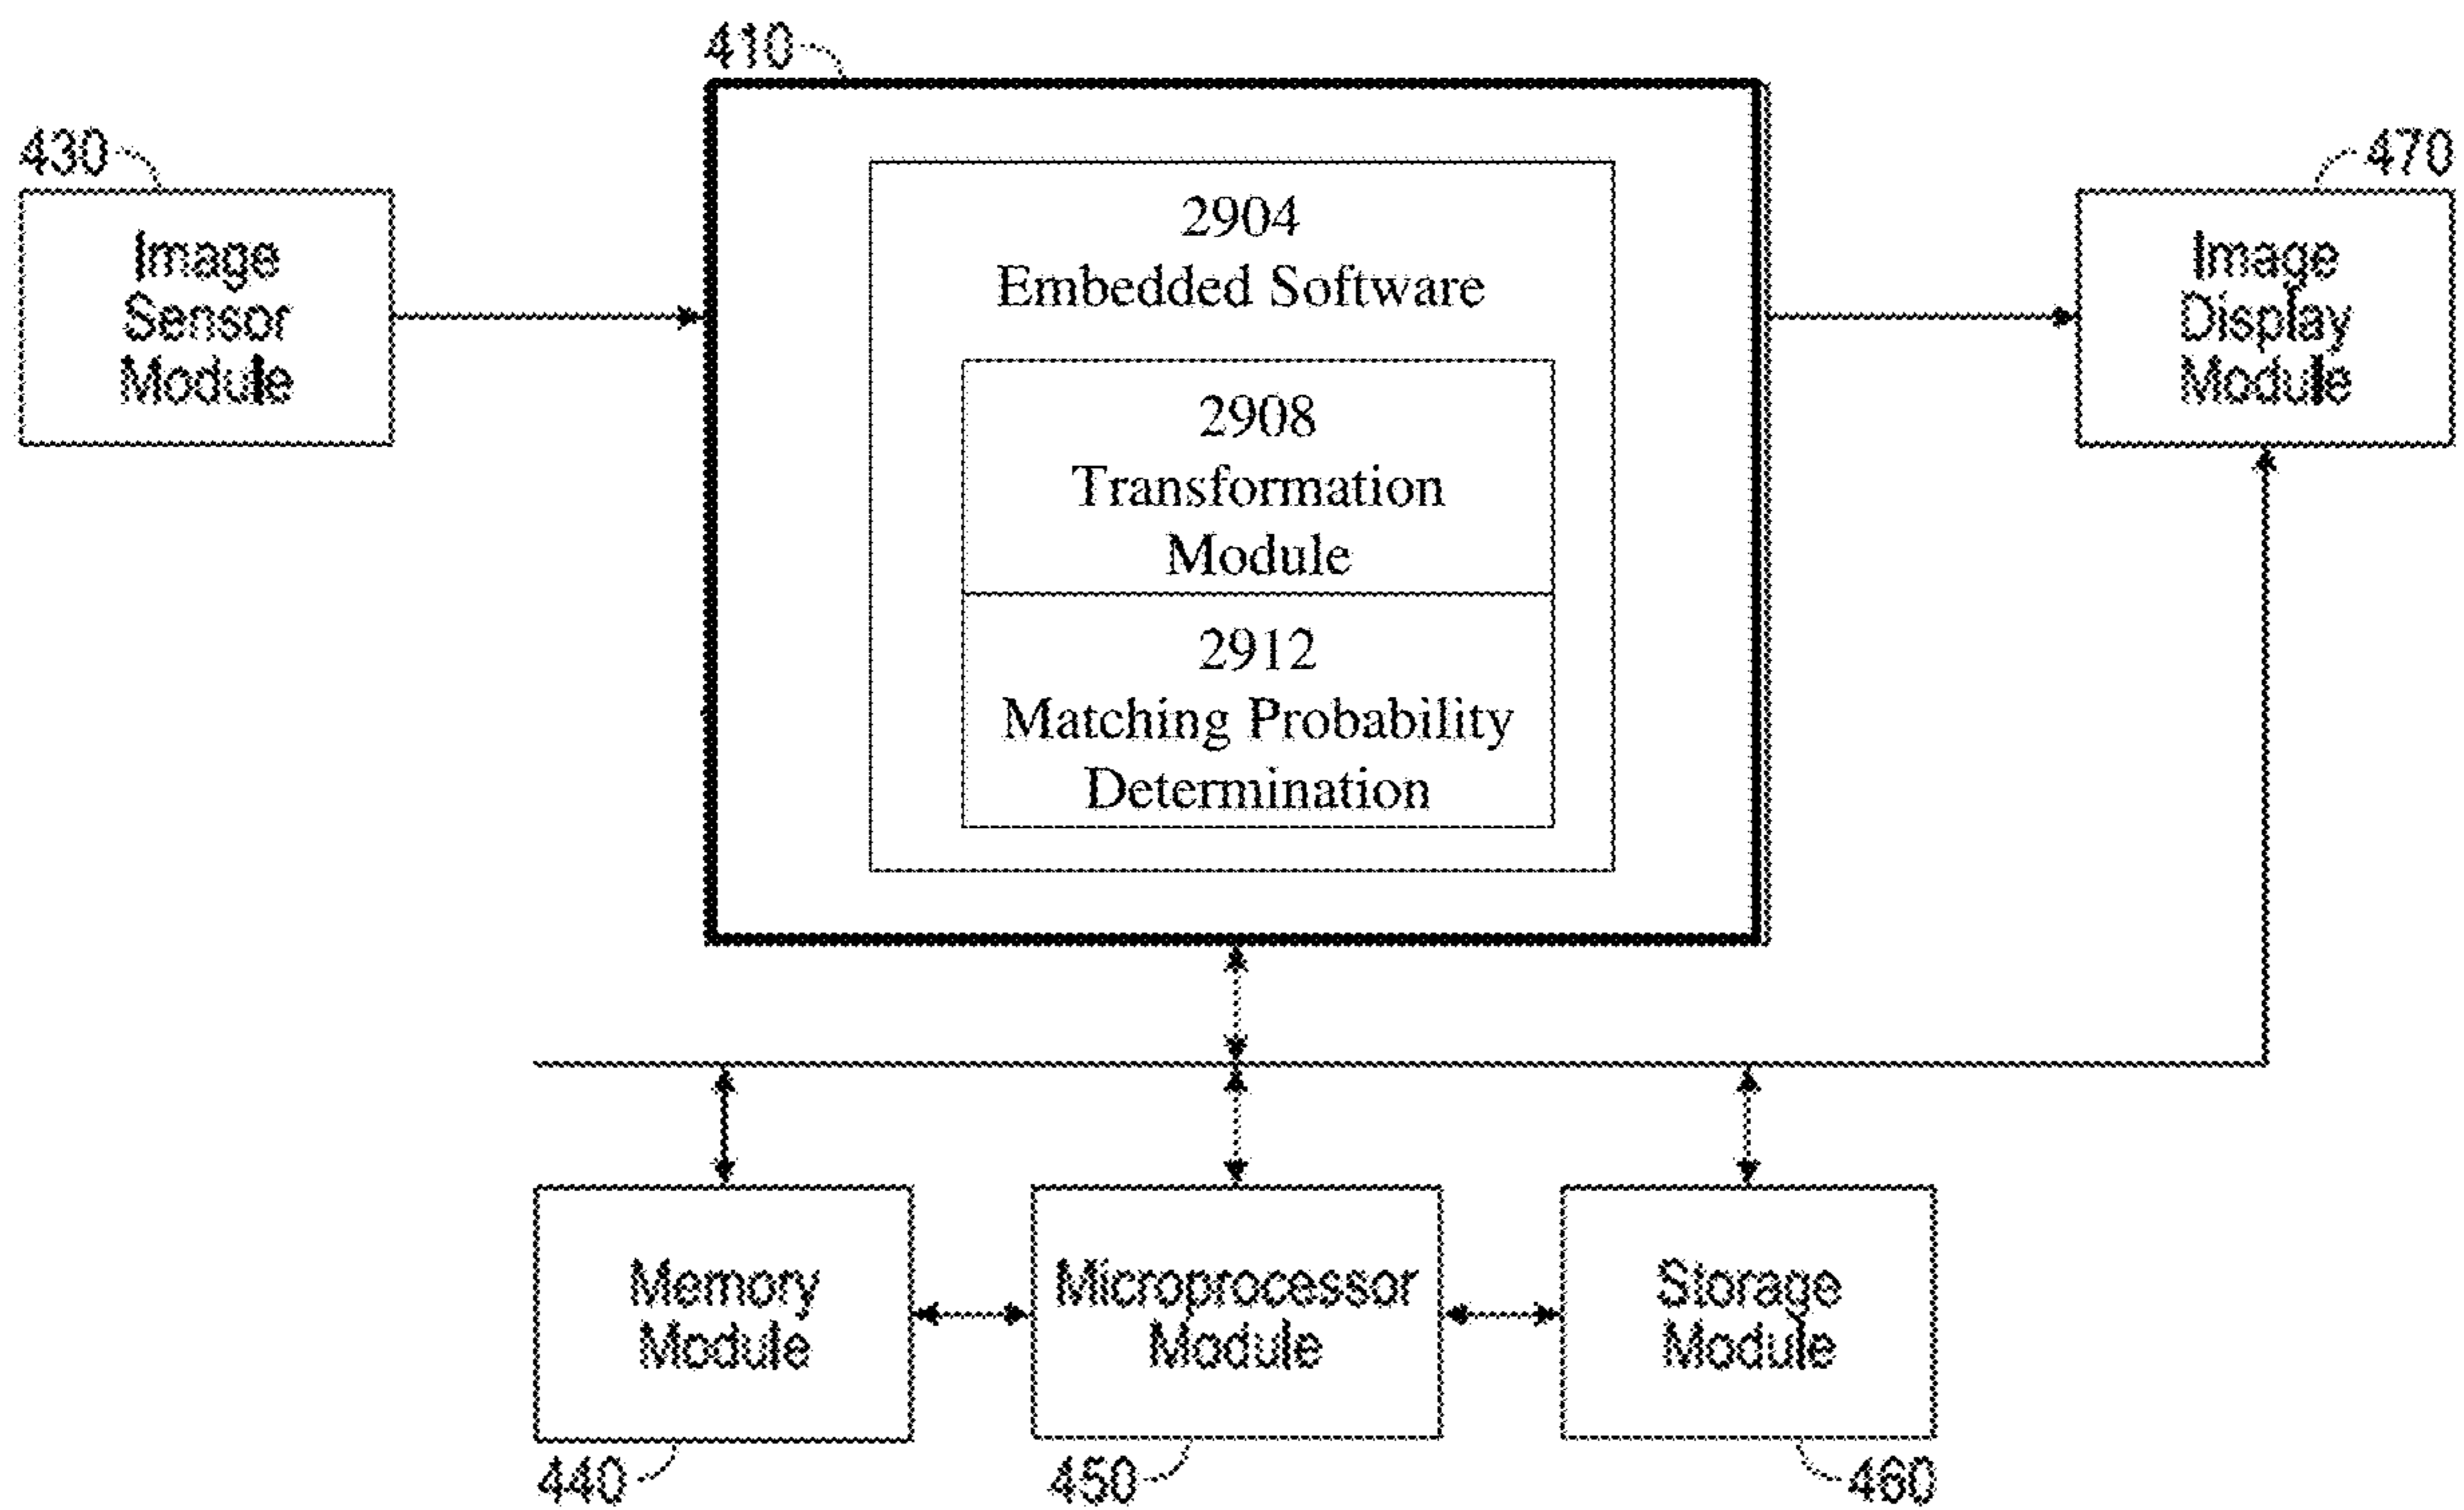 410
430
Image
Sensor
Module
2904
Embedded Software
2908
Transformation
Module
2912
Matching Probability
Determination
470
Image
Display
Module
Memory
Module
440
Microprocessor
Module
450
Storage
Module
460